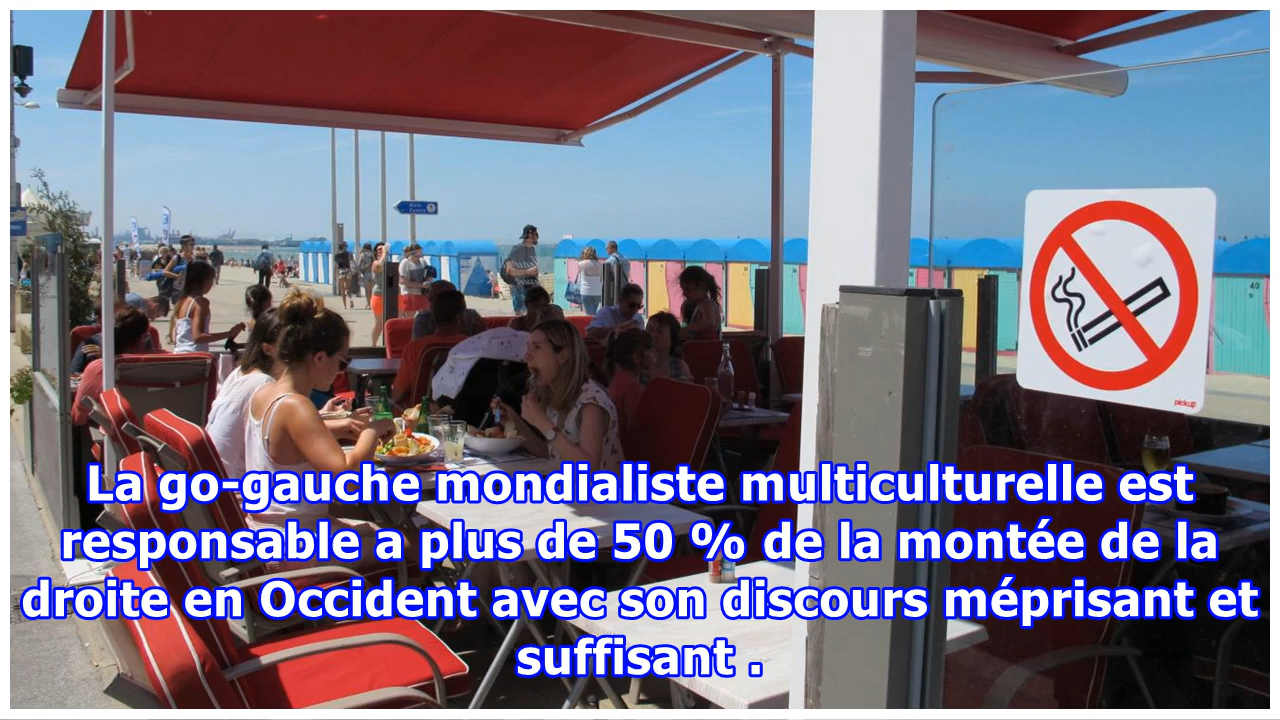 La go-gauche mondialiste multiculturelle est
responsable a plus de 50 % de la montée de la
droite en Occident avec son discours méprisant et
suffisant .
pickup
40